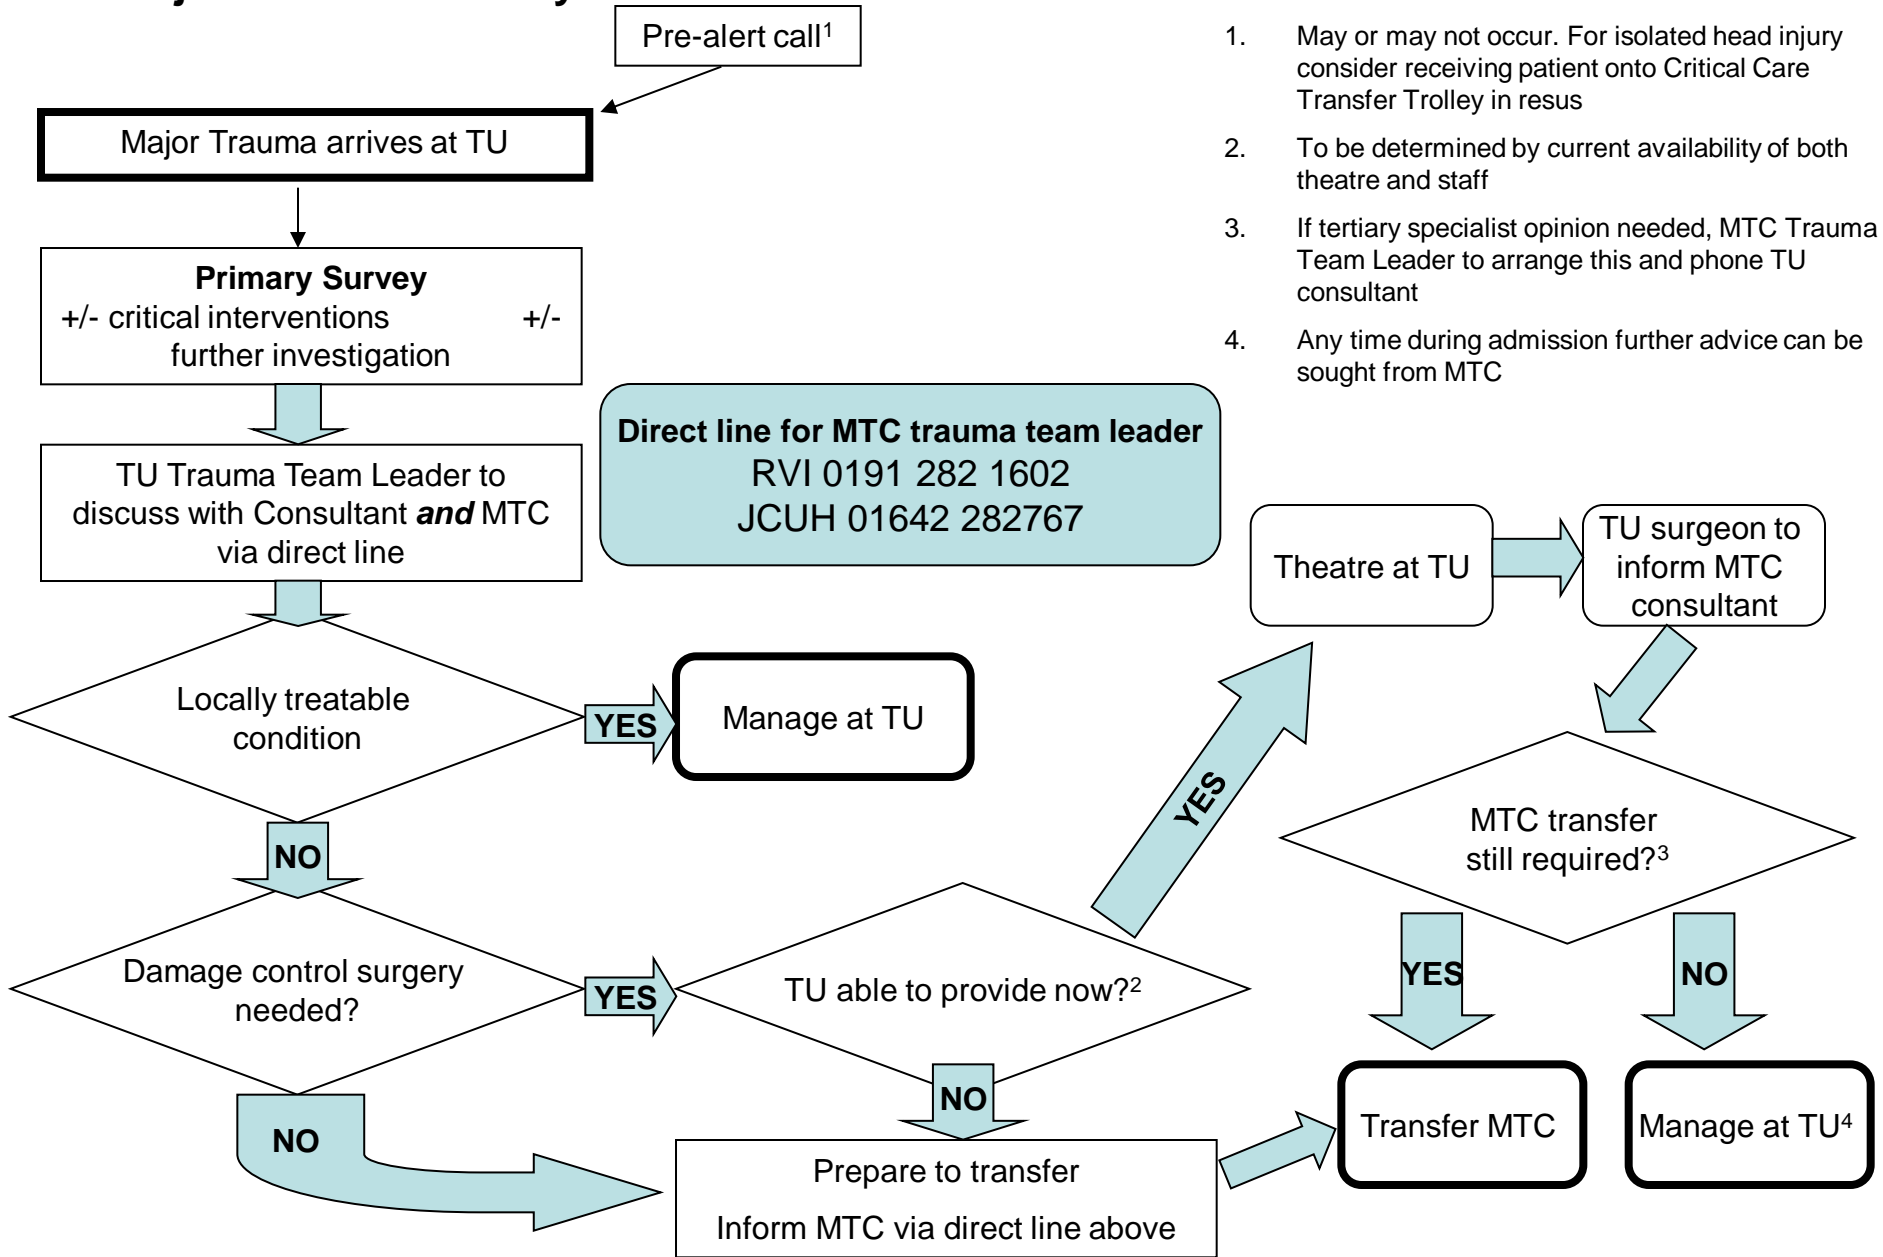 Pre-alert call¹
Major Trauma arrives at TU
Primary Survey
+/- critical interventions +/-
further investigation
TU Trauma Team Leader to
discuss with Consultant and MTC
via direct line
Direct line for MTC trauma team leader
RVI 0191 282 1602
JCUH 01642 282767
1. May or may not occur. For isolated head injury
consider receiving patient onto Critical Care
Transfer Trolley in resus
2. To be determined by current availability of both
theatre and staff
3. If tertiary specialist opinion needed, MTC Trauma
Team Leader to arrange this and phone TU
consultant
4. Any time during admission further advice can be
sought from MTC
Locally treatable
condition
YES
Manage at TU
NO
Damage control surgery
needed?
YES
TU able to provide now?²
YES
Theatre at TU
TU surgeon to
inform MTC
consultant
MTC transfer
still required?³
YES
NO
NO
NO
Prepare to transfer
Inform MTC via direct line above
Transfer MTC
Manage at TU⁴